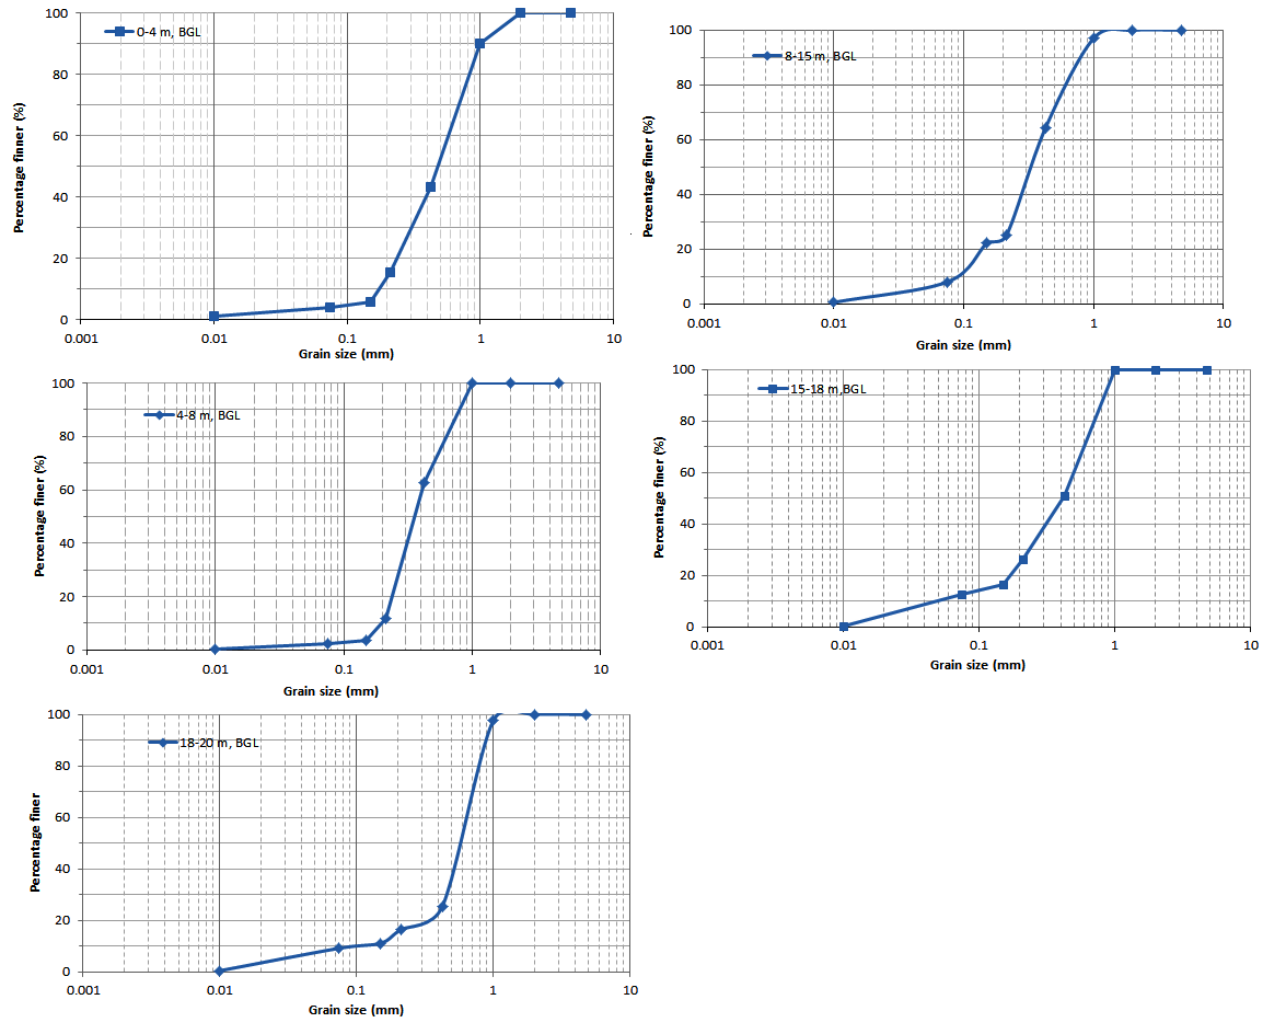 100
80
60
40
20
0
0.001 0.01 0.1 1 10
Percentage finner (%)
Grain size (mm)
0-4 m, BGL
100
80
60
40
20
0
0.001 0.01 0.1 1 10
Percentage finer (%)
Grain size (mm)
8-15 m, BGL
100
80
60
40
20
0
0.001 0.01 0.1 1 10
Percentage finer (%)
Grain size (mm)
4-8 m, BGL
100
80
60
40
20
0
0.001 0.01 0.1 1 10
Percentage finer (%)
Grain size (mm)
15-18 m,BGL
100
80
60
40
20
0
0.001 0.01 0.1 1 10
Percentage finer
Grain size (mm)
18-20 m, BGL